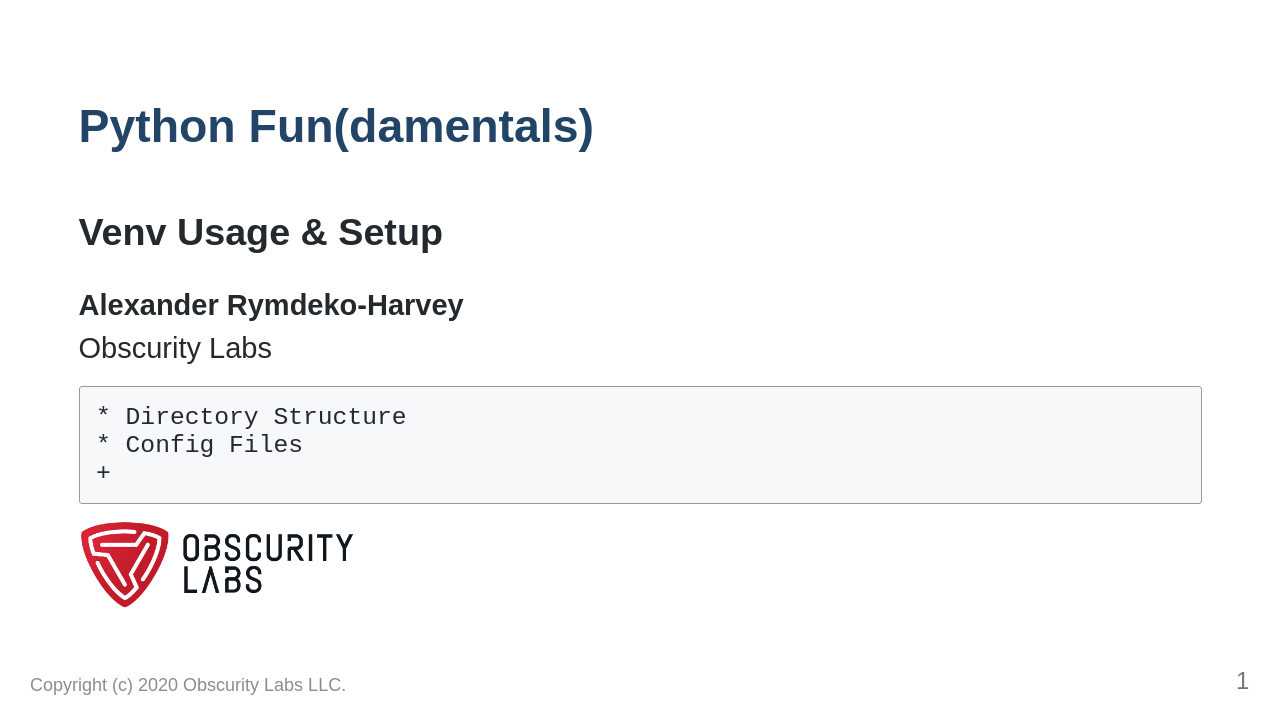 Python Fun(damentals)
Venv Usage & Setup
Alexander Rymdeko-Harvey
Obscurity Labs
* Directory Structure
* Config Files
+
OBSCURITY
LABS
Copyright (c) 2020 Obscurity Labs LLC.
1